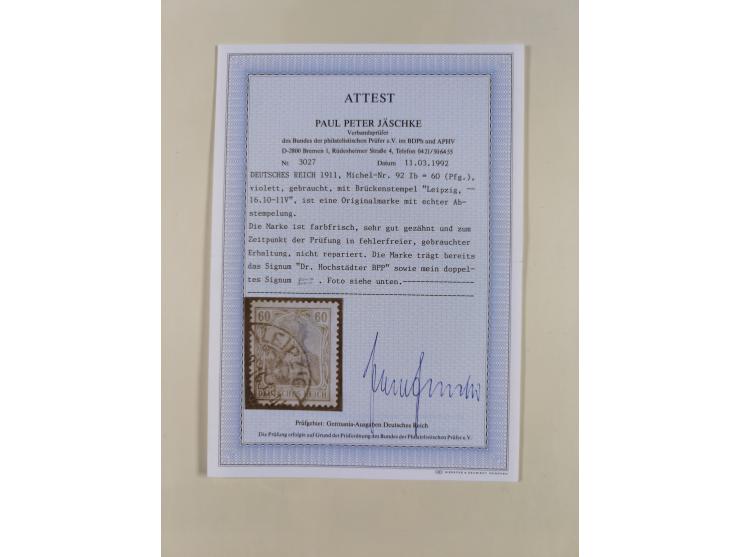 ATTEST
PAUL PETER JÄSCHKE
Verbandsprüfer
des Bundes der philatelistischen Prüfer e.V. im BDPh und APHV
D-2800 Bremen 1, Rüdesheimer Straße 4, Telefon 0421/506455
Nr. 3027 Datum 11.03.1992
DEUTSCHES REICH 1911, Michel-Nr. 92 Ib = 60 (Pfg.),
violett, gebraucht, mit Brückenstempel "Leipzig, —
16.10-11V", ist eine Originalmarke mit echter Ab-
stempelung.
Die Marke ist farbfrisch, sehr gut gezähnt und zum
Zeitpunkt der Prüfung in fehlerfreier, gebrauchter
Erhaltung, nicht repariert. Die Marke trägt bereits
das Signum "Dr. Hochstädter BPP" sowie mein doppel-
tes Signum . Foto siehe unten.
60 60
LEIPZIG
DEUTSCHES REICH
Prüfgebiet: Germania-Ausgaben Deutsches Reich
Die Prüfung erfolgte auf Grund der Prüfordnung des Bundes der Philatelistischen Prüfer e.V.